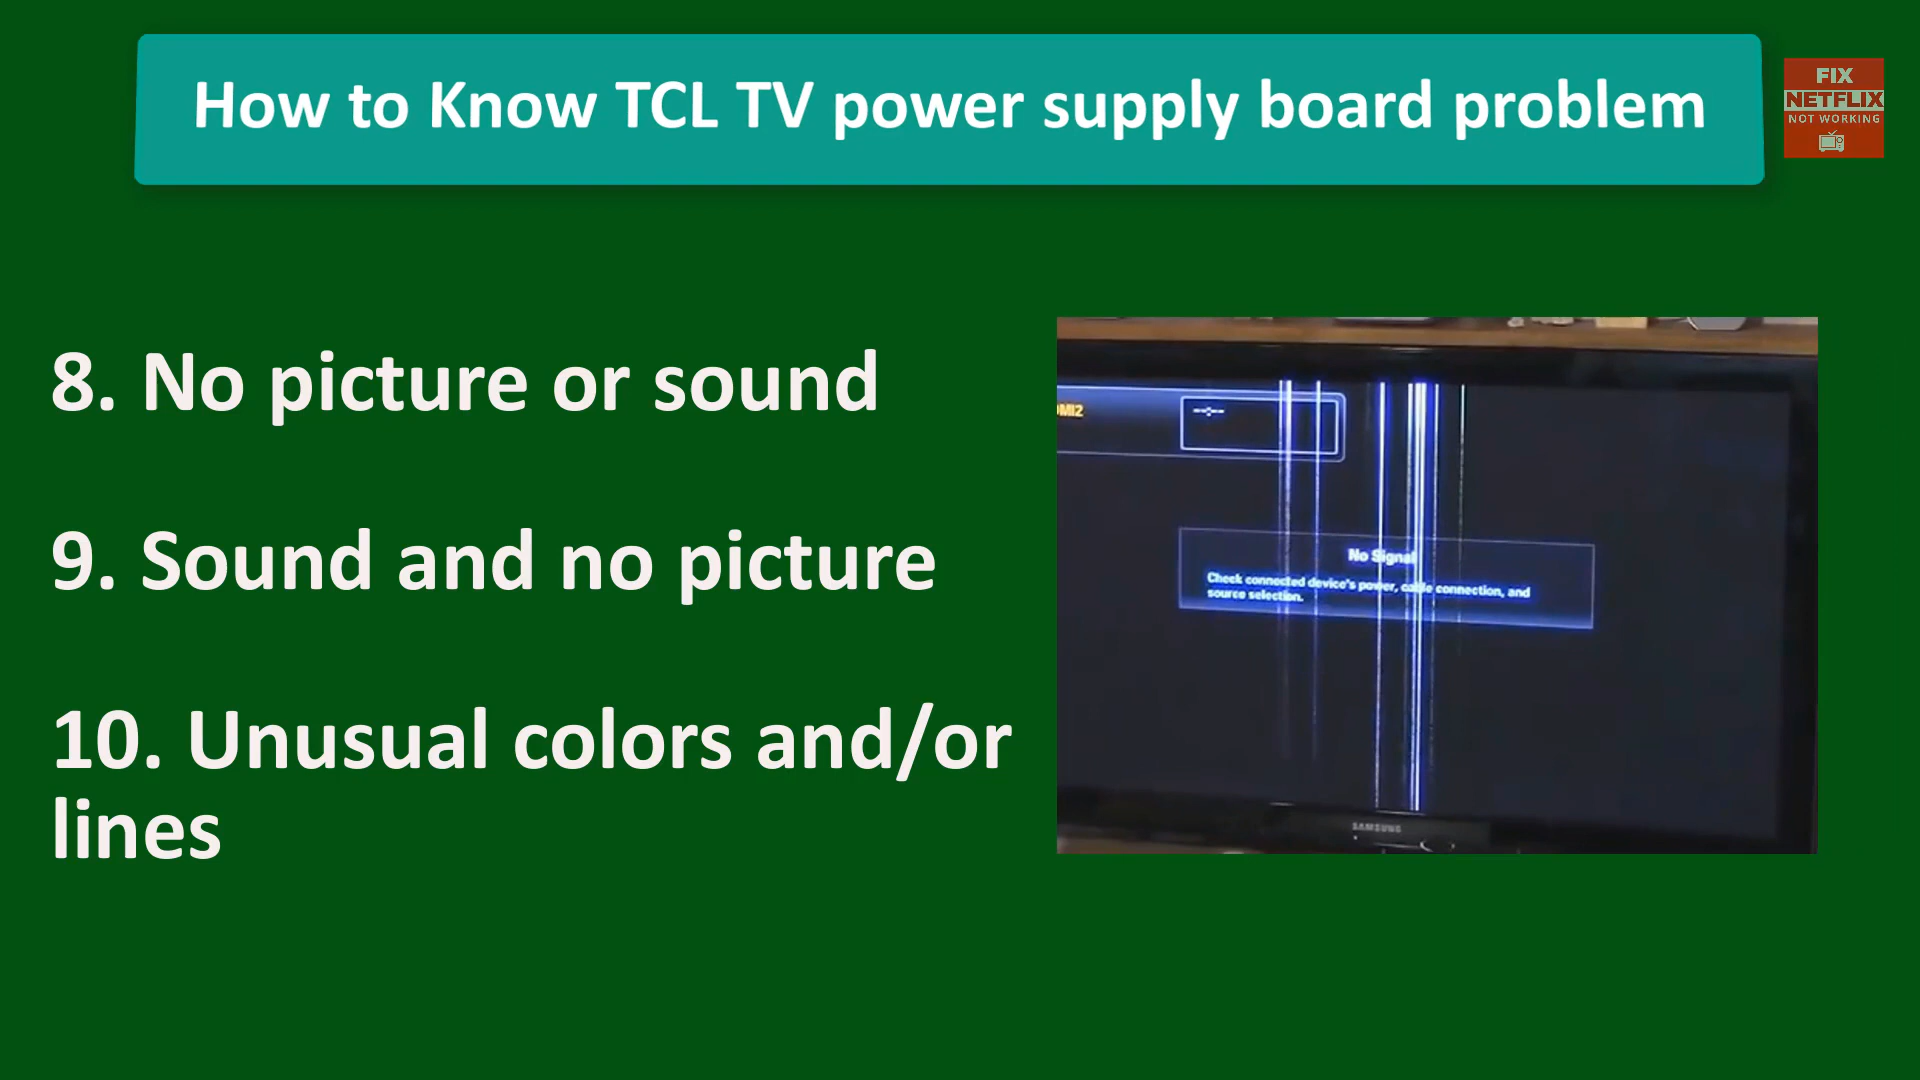 How to Know TCL TV power supply board problem
FIX
NETFLIX
NOT WORKING
8. No picture or sound
9. Sound and no picture
10. Unusual colors and/or
lines
DMI2
--:--
No Signal
Check connected device's power, cable connection, and
source selection.
SAMSUNG